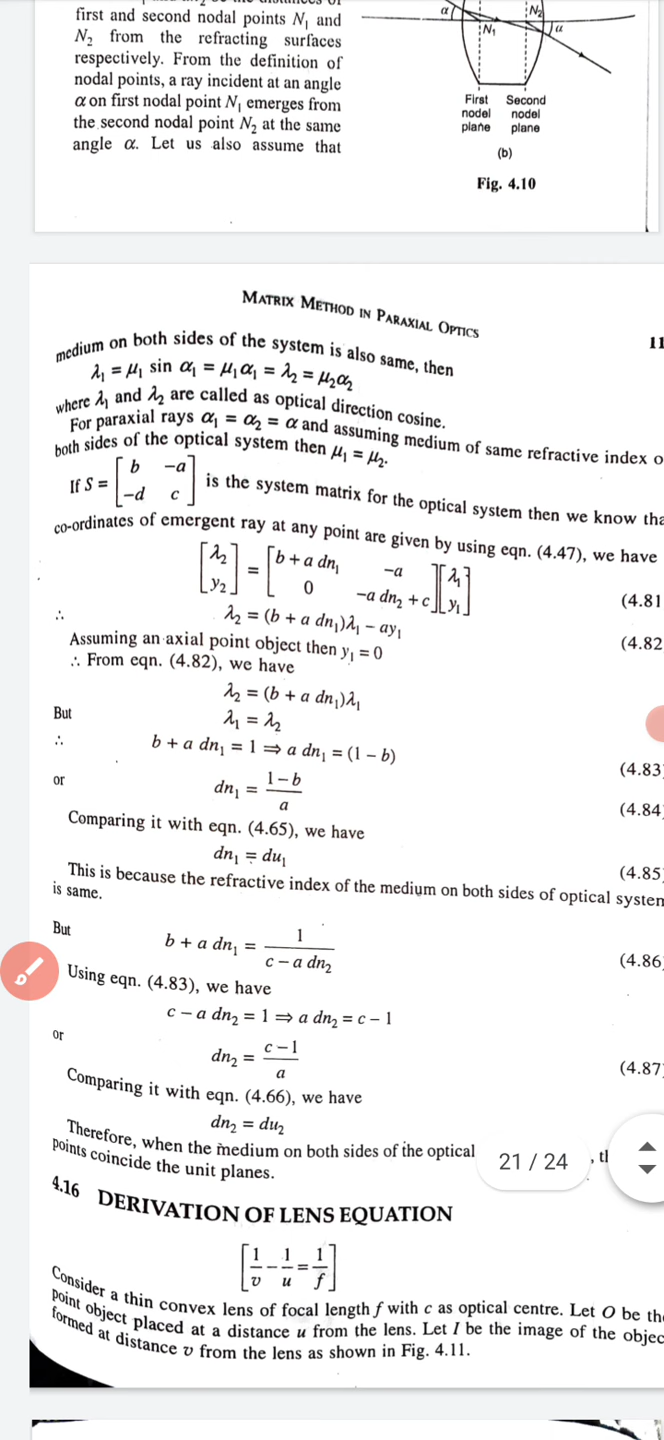 first and second nodal points N₁ and
N₂ from the refracting surfaces
respectively. From the definition of
nodal points, a ray incident at an angle
α on first nodal point N₁ emerges from
the second nodal point N₂ at the same
angle α. Let us also assume that
α
N₁
N₂
α
First Second
nodel nodel
plane plane
(b)
Fig. 4.10
MATRIX METHOD IN PARAXIAL OPTICS
11
medium on both sides of the system is also same, then
λ₁ = μ₁ sin α₁ = μ₁α₁ = λ₂ = μ₂α₂
where λ₁ and λ₂ are called as optical direction cosine.
For paraxial rays α₁ = α₂ = α and assuming medium of same refractive index o
both sides of the optical system then μ₁ = μ₂.
If S = [b −a; −d c] is the system matrix for the optical system then we know tha
co-ordinates of emergent ray at any point are given by using eqn. (4.47), we have
[λ₂; y₂] = [b + a dn₁ −a; 0 −a dn₂ + c][λ₁; y₁] (4.81
∴ λ₂ = (b + a dn₁)λ₁ − ay₁ (4.82
Assuming an axial point object then y₁ = 0
∴ From eqn. (4.82), we have
λ₂ = (b + a dn₁)λ₁
But λ₁ = λ₂
∴ b + a dn₁ = 1 ⇒ a dn₁ = (1 − b) (4.83
or dn₁ = (1−b)/a (4.84
Comparing it with eqn. (4.65), we have
dn₁ = du₁ (4.85
This is because the refractive index of the medium on both sides of optical system
is same.
But b + a dn₁ = 1/(c − a dn₂) (4.86
Using eqn. (4.83), we have
c − a dn₂ = 1 ⇒ a dn₂ = c − 1
or dn₂ = (c−1)/a (4.87
Comparing it with eqn. (4.66), we have
dn₂ = du₂
Therefore, when the medium on both sides of the optical , tl
points coincide the unit planes.
21 / 24
4.16 DERIVATION OF LENS EQUATION
[1/v − 1/u = 1/f]
Consider a thin convex lens of focal length f with c as optical centre. Let O be the
point object placed at a distance u from the lens. Let I be the image of the objec
formed at distance v from the lens as shown in Fig. 4.11.